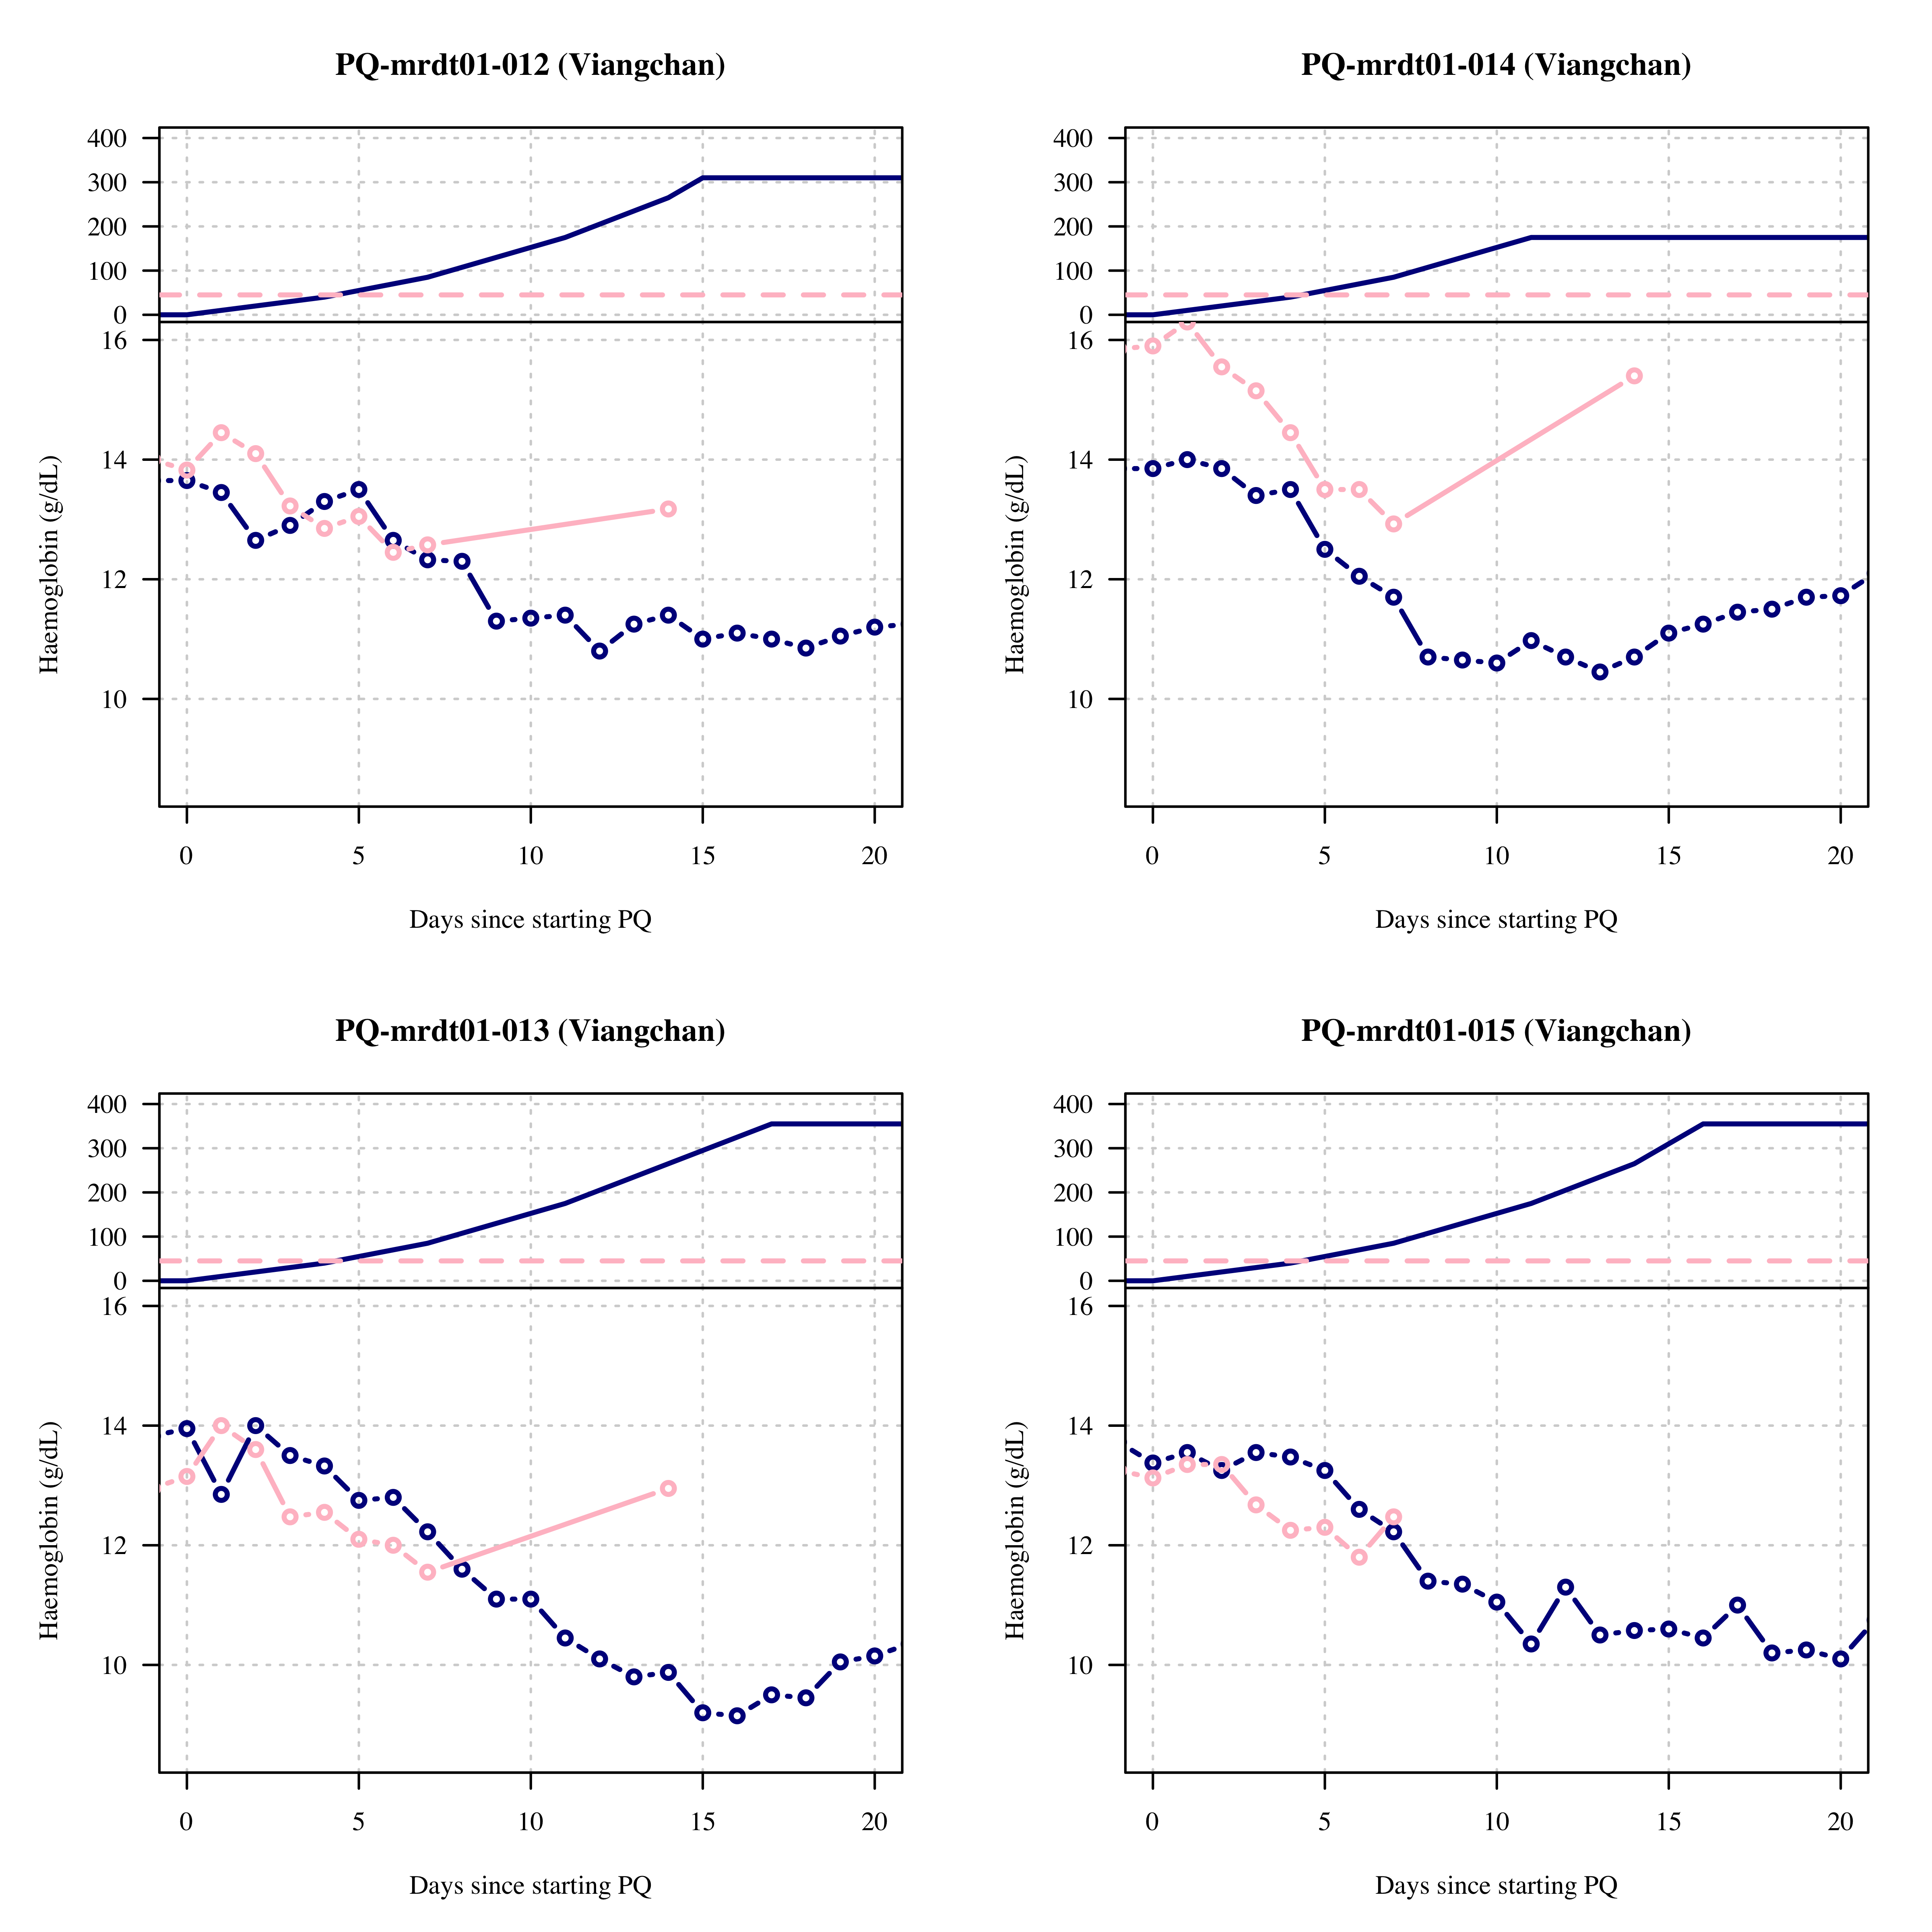 PQ-mrdt01-012 (Viangchan)
400
300
200
100
0
16
14
12
10
Haemoglobin (g/dL)
0 5 10 15 20
Days since starting PQ
PQ-mrdt01-014 (Viangchan)
400
300
200
100
0
16
14
12
10
Haemoglobin (g/dL)
0 5 10 15 20
Days since starting PQ
PQ-mrdt01-013 (Viangchan)
400
300
200
100
0
16
14
12
10
Haemoglobin (g/dL)
0 5 10 15 20
Days since starting PQ
PQ-mrdt01-015 (Viangchan)
400
300
200
100
0
16
14
12
10
Haemoglobin (g/dL)
0 5 10 15 20
Days since starting PQ